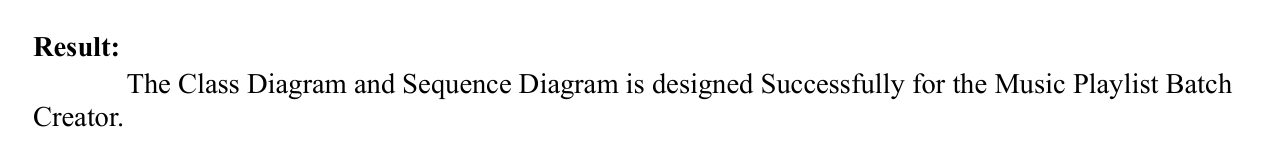 Result:
The Class Diagram and Sequence Diagram is designed Successfully for the Music Playlist Batch
Creator.